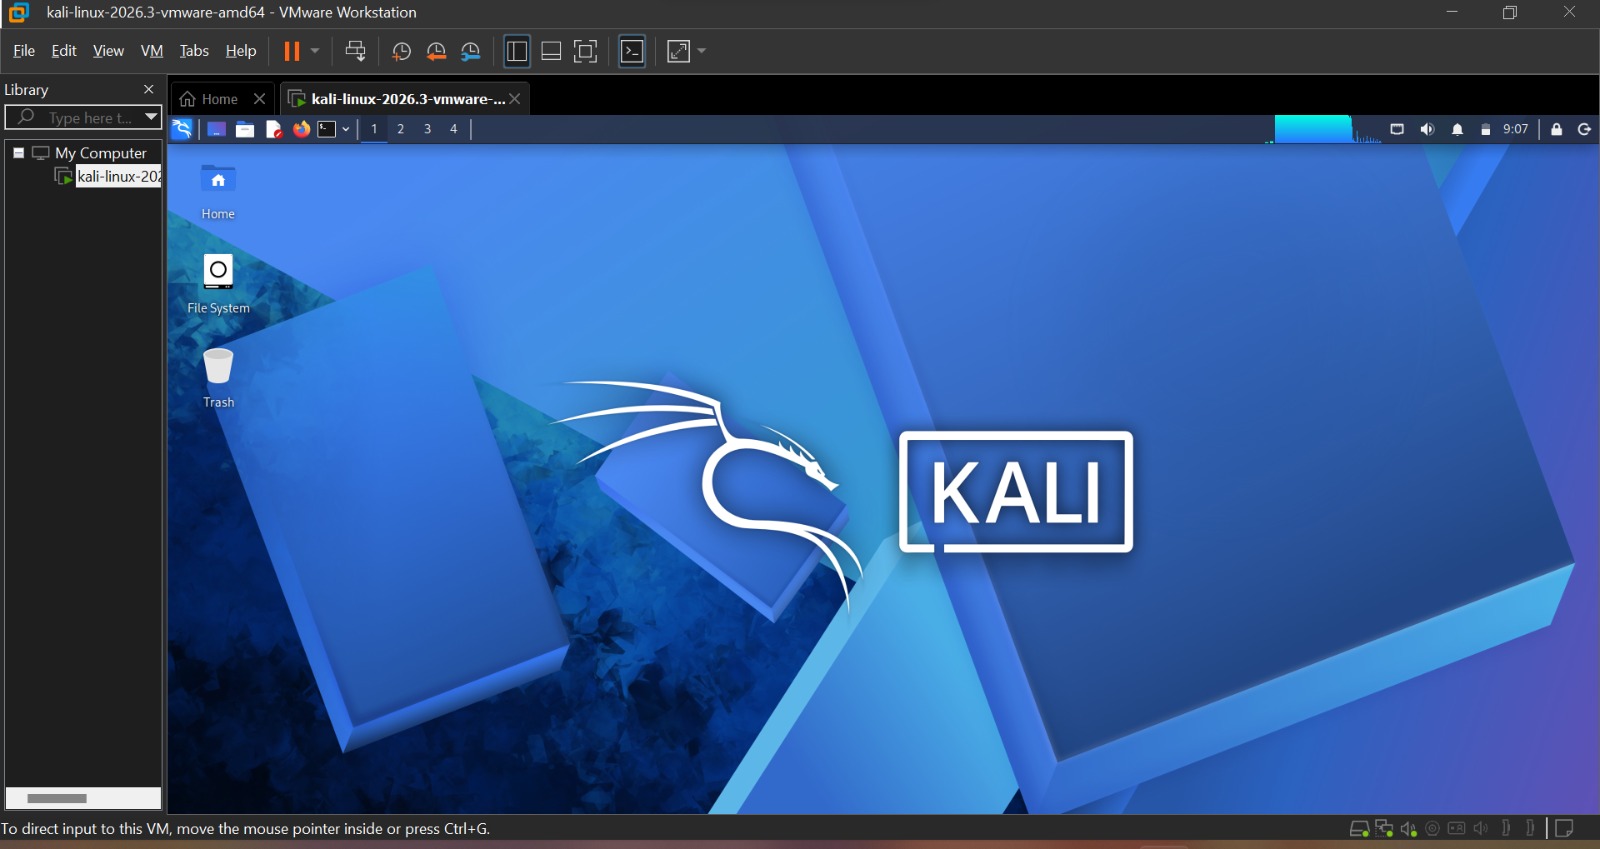 kali-linux-2026.3-vmware-amd64 - VMware Workstation
File Edit View VM Tabs Help
Library
Type here t...
Home
kali-linux-2026.3-vmware-...
1 2 3 4
9:07
My Computer
kali-linux-202
Home
File System
Trash
KALI
To direct input to this VM, move the mouse pointer inside or press Ctrl+G.